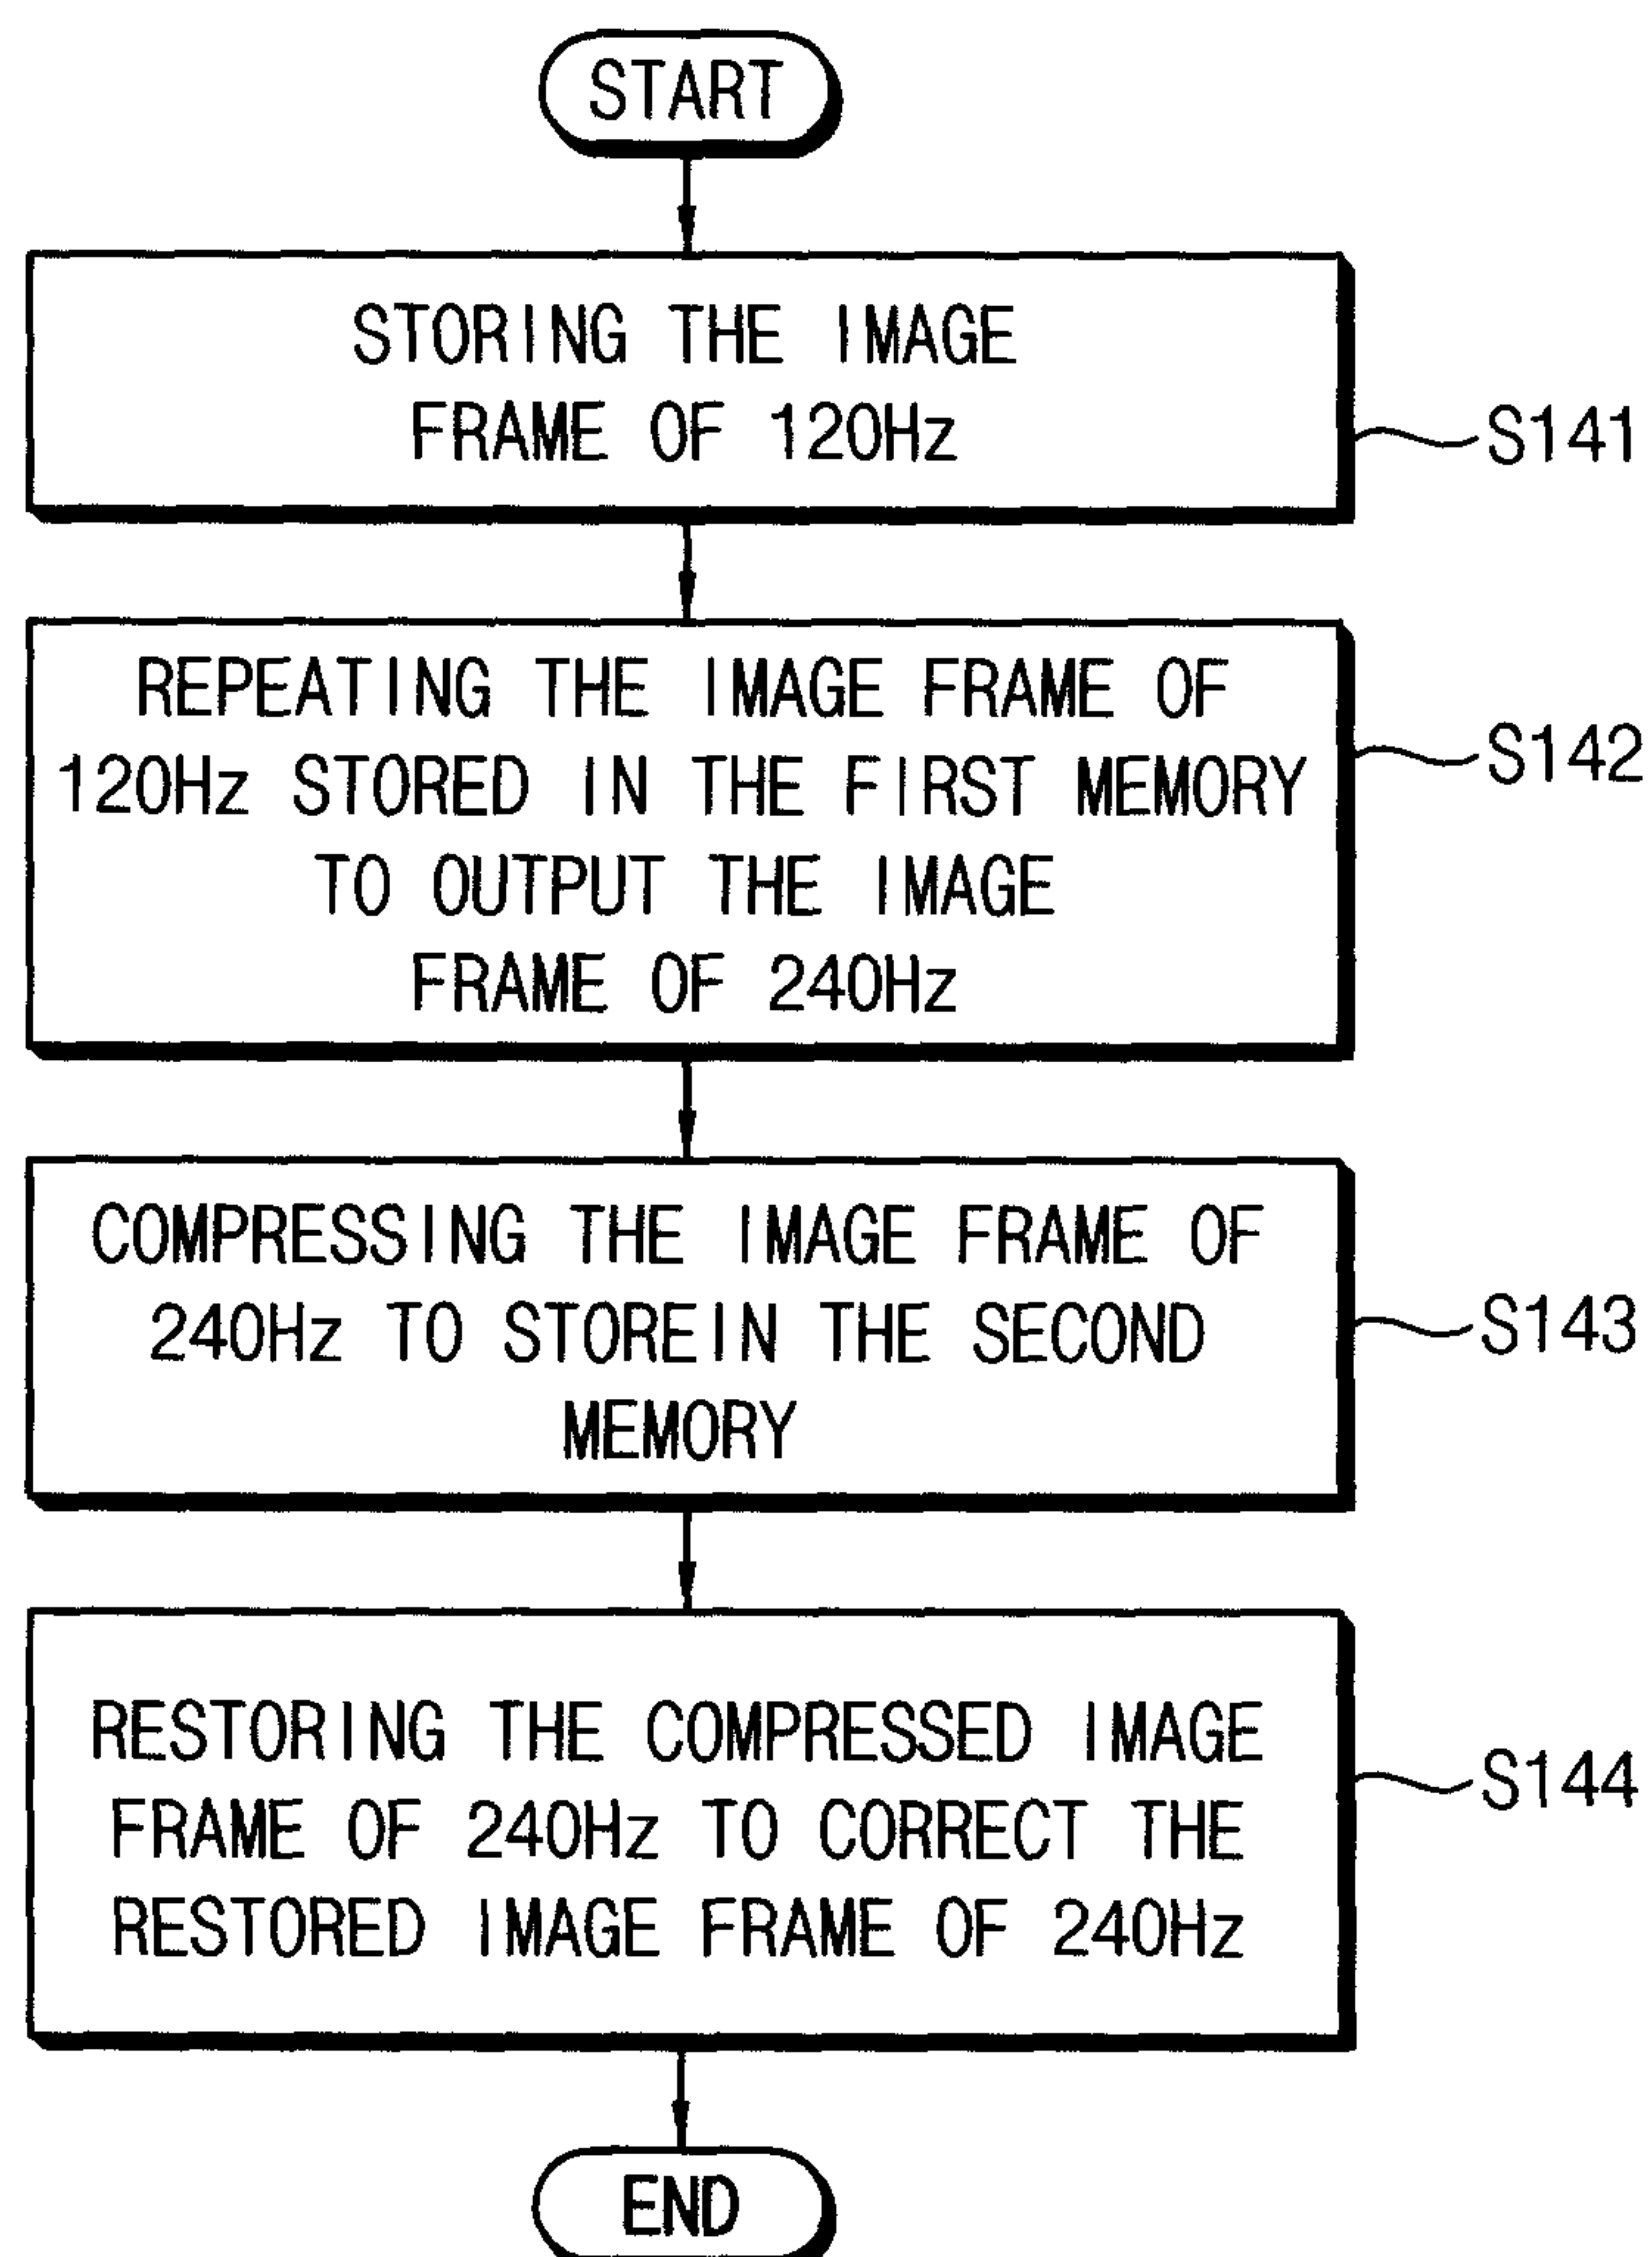 START
STORING THE IMAGE
FRAME OF 120Hz
S141
REPEATING THE IMAGE FRAME OF
120Hz STORED IN THE FIRST MEMORY
TO OUTPUT THE IMAGE
FRAME OF 240Hz
S142
COMPRESSING THE IMAGE FRAME OF
240Hz TO STOREIN THE SECOND
MEMORY
S143
RESTORING THE COMPRESSED IMAGE
FRAME OF 240Hz TO CORRECT THE
RESTORED IMAGE FRAME OF 240Hz
S144
END